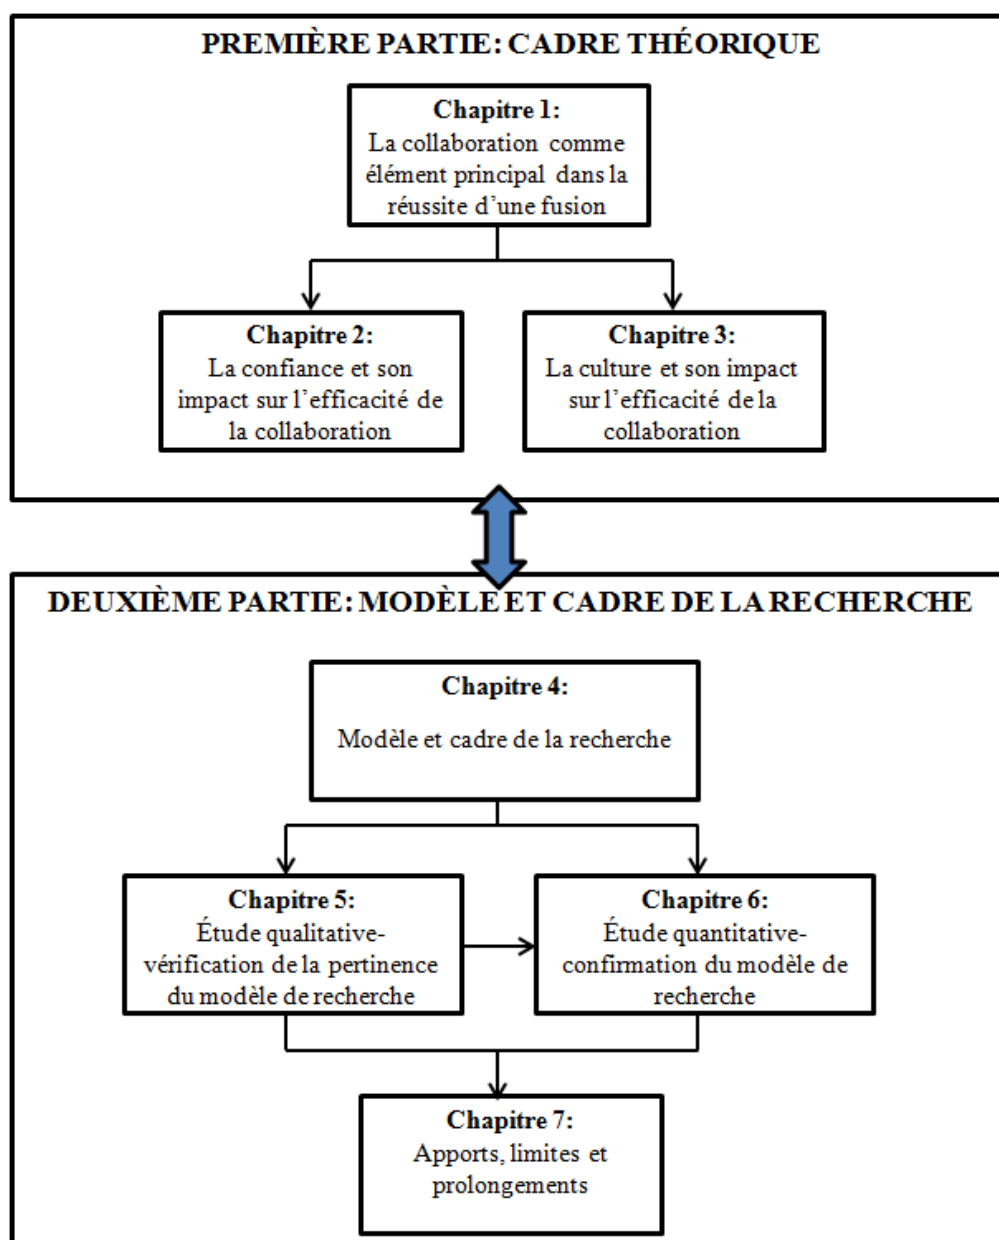 PREMIÈRE PARTIE: CADRE THÉORIQUE
Chapitre 1:
La collaboration comme
élément principal dans la
réussite d'une fusion
Chapitre 2:
La confiance et son
impact sur l'efficacité de
la collaboration
Chapitre 3:
La culture et son impact
sur l'efficacité de la
collaboration
DEUXIÈME PARTIE: MODÈLE ET CADRE DE LA RECHERCHE
Chapitre 4:
Modèle et cadre de la recherche
Chapitre 5:
Étude qualitative-
vérification de la pertinence
du modèle de recherche
Chapitre 6:
Étude quantitative-
confirmation du modèle de
recherche
Chapitre 7:
Apports, limites et
prolongements